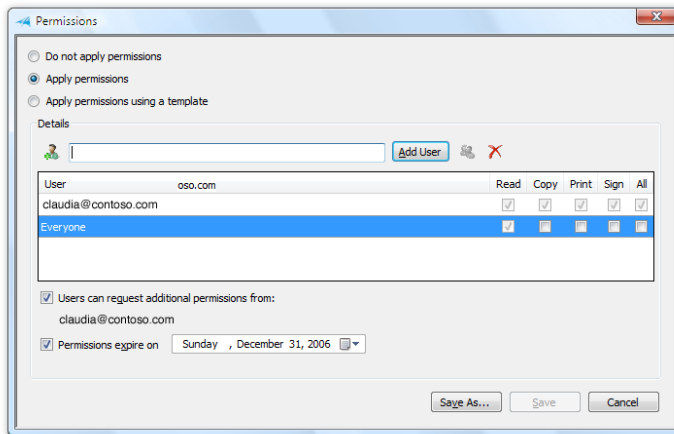 Permissions
Do not apply permissions
Apply permissions
Apply permissions using a template
Details
Add User
User oso.com Read Copy Print Sign All
claudia@contoso.com
Everyone
Users can request additional permissions from:
claudia@contoso.com
Permissions expire on Sunday , December 31, 2006
Save As... Save Cancel